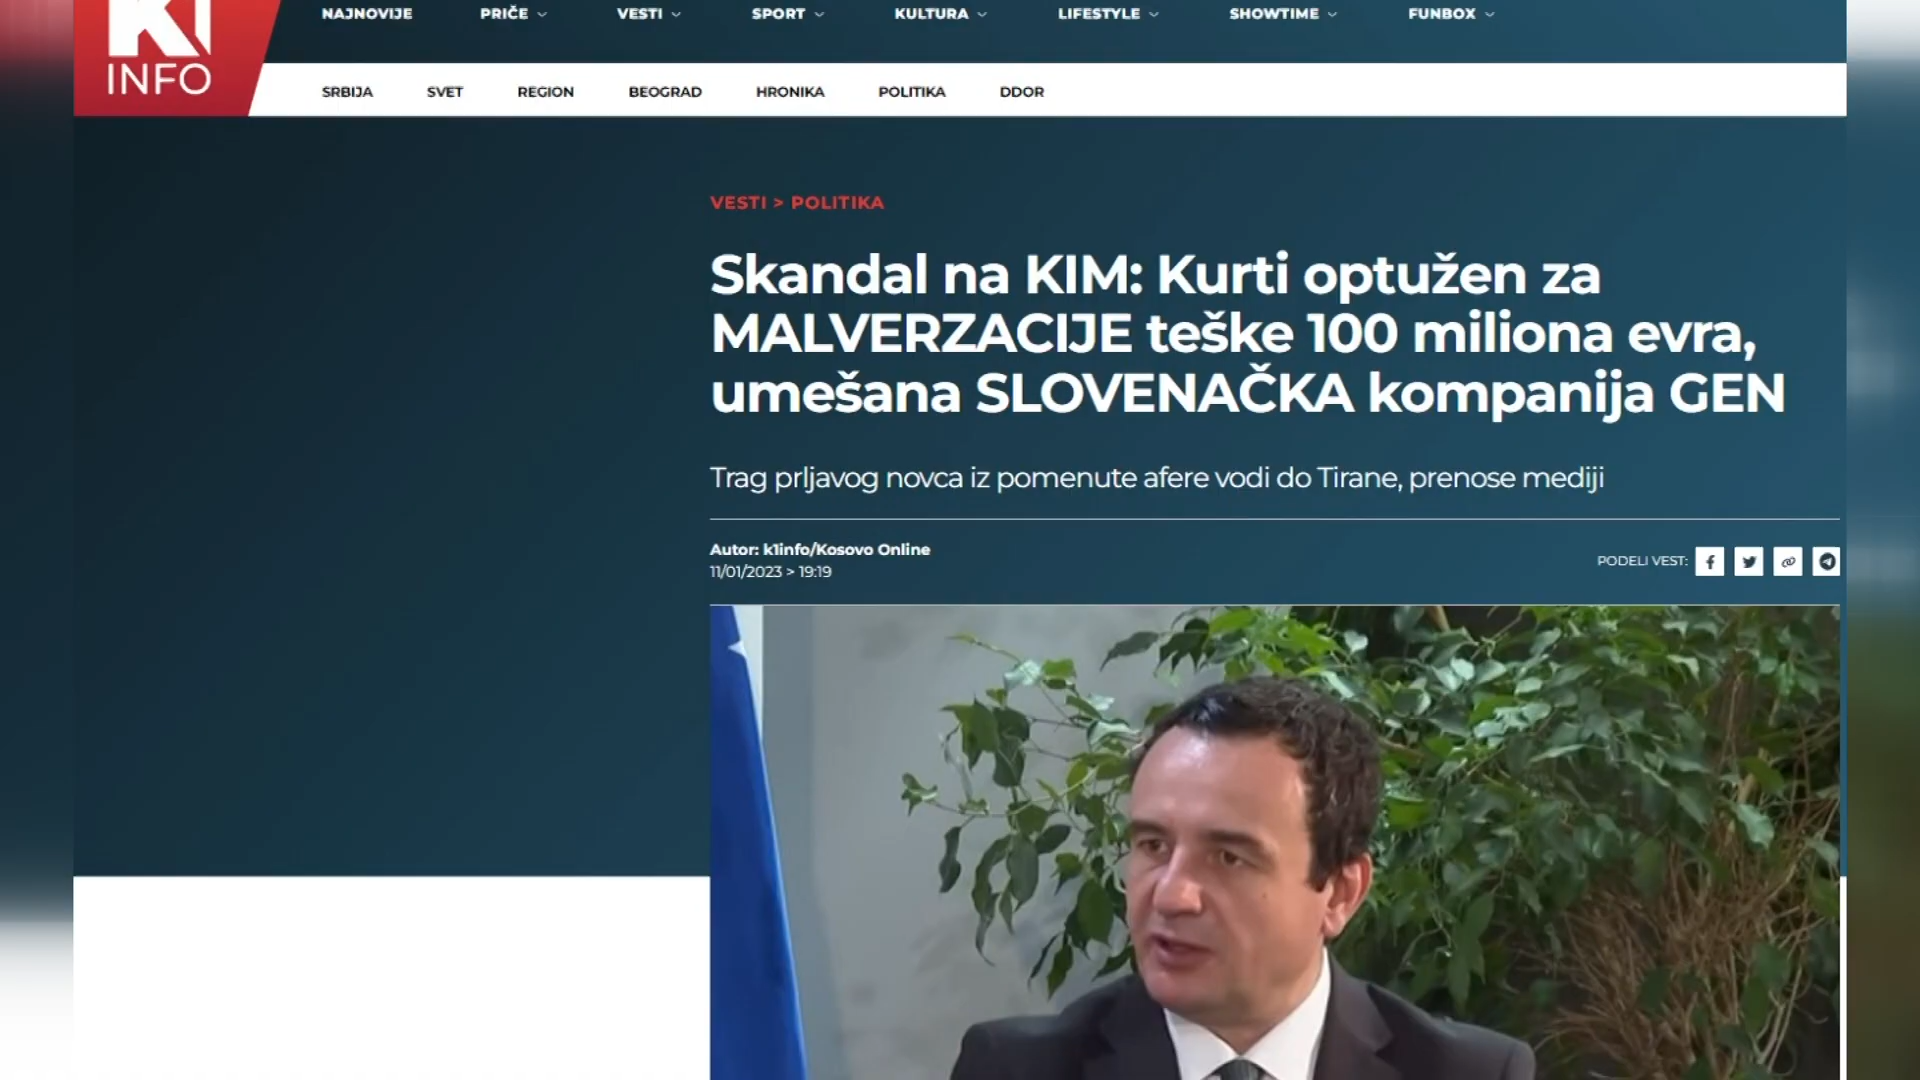 K1
INFO
NAJNOVIJE PRIČE VESTI SPORT KULTURA LIFESTYLE SHOWTIME FUNBOX
SRBIJA SVET REGION BEOGRAD HRONIKA POLITIKA DDOR
VESTI > POLITIKA
Skandal na KIM: Kurti optužen za
MALVERZACIJE teške 100 miliona evra,
umešana SLOVENAČKA kompanija GEN
Trag prljavog novca iz pomenute afere vodi do Tirane, prenose mediji
Autor: k1info/Kosovo Online
11/01/2023 > 19:19
PODELI VEST: